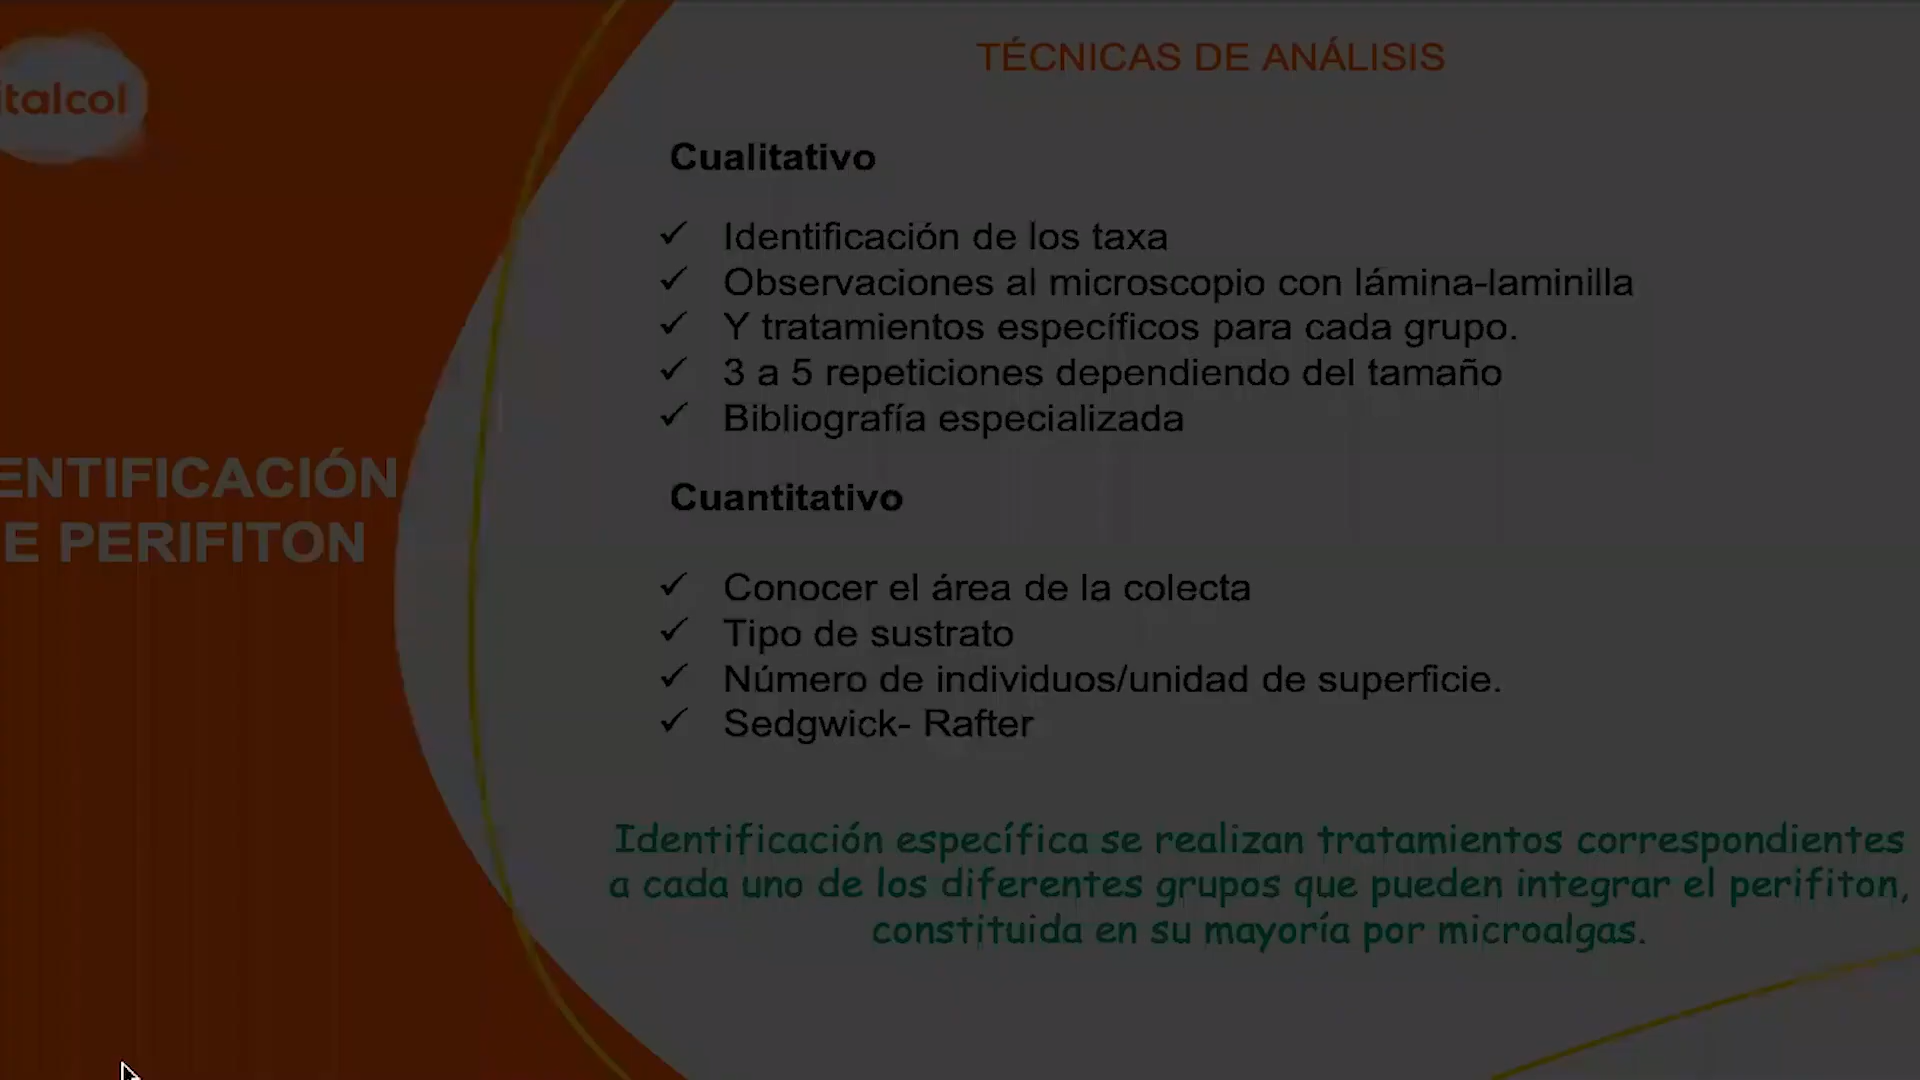 TÉCNICAS DE ANÁLISIS
italcol
Cualitativo
Identificación de los taxa
Observaciones al microscopio con lámina-laminilla
Y tratamientos específicos para cada grupo.
3 a 5 repeticiones dependiendo del tamaño
Bibliografía especializada
ENTIFICACIÓN
E PERIFITON
Cuantitativo
Conocer el área de la colecta
Tipo de sustrato
Número de individuos/unidad de superficie.
Sedgwick- Rafter
Identificación específica se realizan tratamientos correspondientes
a cada uno de los diferentes grupos que pueden integrar el perifiton,
constituida en su mayoría por microalgas.